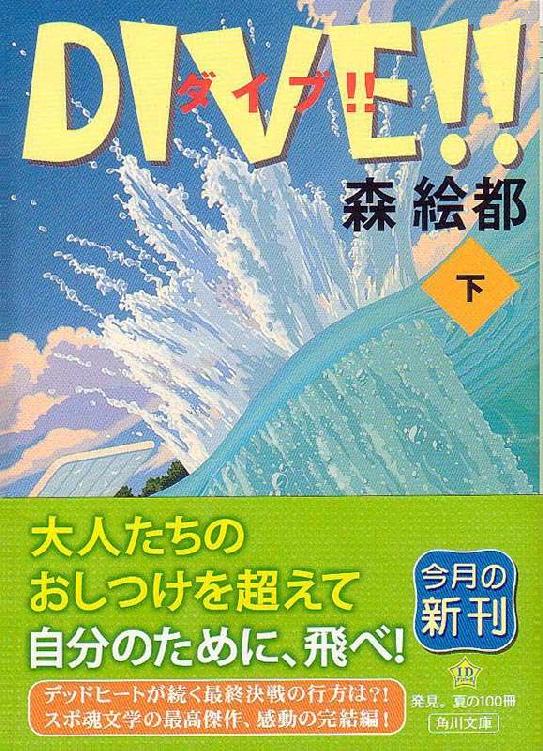 DIVE!!
ダイブ!!
森 絵都
下
大人たちの
おしつけを超えて
自分のために、飛べ!
デッドヒートが続く最終決戦の行方は?!
スポ魂文学の最高傑作、感動の完結編!
今月の
新刊
発見。夏の100冊
角川文庫